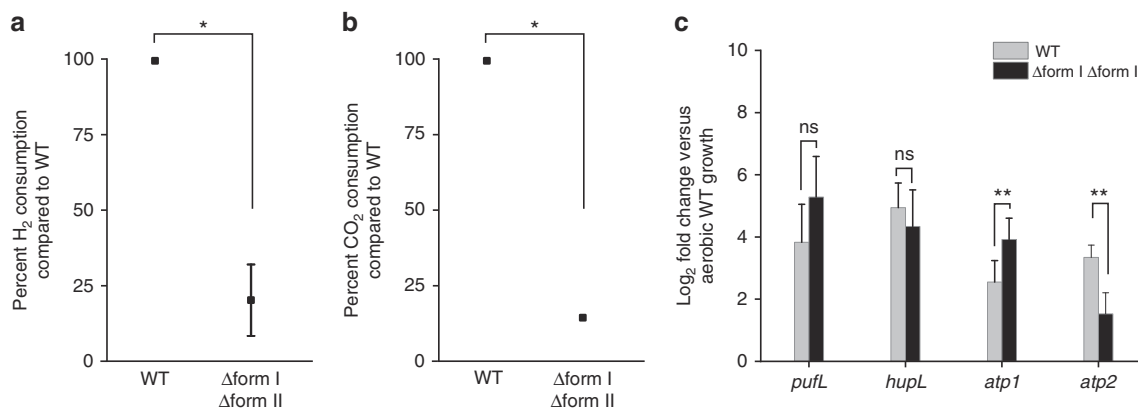 a
*
100
75
50
25
0
Percent H₂ consumption
compared to WT
WT
Δform I
Δform II
b
*
100
75
50
25
0
Percent CO₂ consumption
compared to WT
WT
Δform I
Δform II
c
WT
Δform I Δform I
10
8
6
4
2
0
Log₂ fold change versus
aerobic WT growth
ns
ns
**
**
pufL
hupL
atp1
atp2